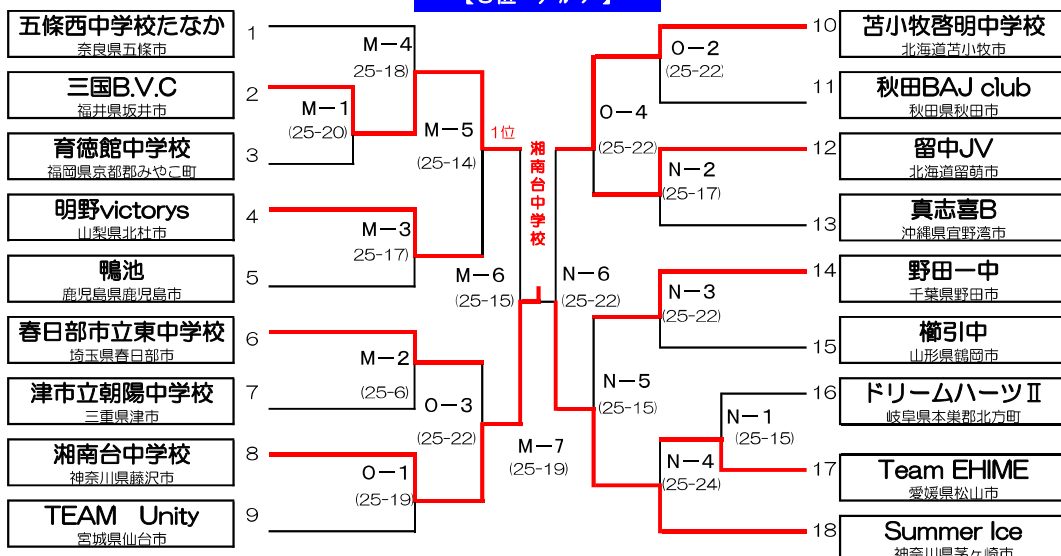 五條西中学校たなか
奈良県五條市
1
三国B.V.C
福井県坂井市
2
育徳館中学校
福岡県京都郡みやこ町
3
明野victorys
山梨県北杜市
4
鴨池
鹿児島県鹿児島市
5
春日部市立東中学校
埼玉県春日部市
6
津市立朝陽中学校
三重県津市
7
湘南台中学校
神奈川県藤沢市
8
TEAM Unity
宮城県仙台市
9
M-4
25-18)
M-1
(25-20)
M-5
(25-14)
M-3
25-17)
M-6
(25-15)
M-2
(25-6)
O-3
(25-22)
O-1
(25-19)
1位
湘南台中学校
M-7
(25-19)
O-2
(25-22)
O-4
(25-22)
N-2
(25-17)
N-6
(25-22)
N-3
(25-22)
N-5
(25-15)
N-1
(25-15)
N-4
(25-24)
10
苫小牧啓明中学校
北海道苫小牧市
11
秋田BAJ club
秋田県秋田市
12
留中JV
北海道留萌市
13
真志喜B
沖縄県宜野湾市
14
野田一中
千葉県野田市
15
櫛引中
山形県鶴岡市
16
ドリームハーツⅡ
岐阜県本巣郡北方町
17
Team EHIME
愛媛県松山市
18
Summer Ice
神奈川県茅ヶ崎市